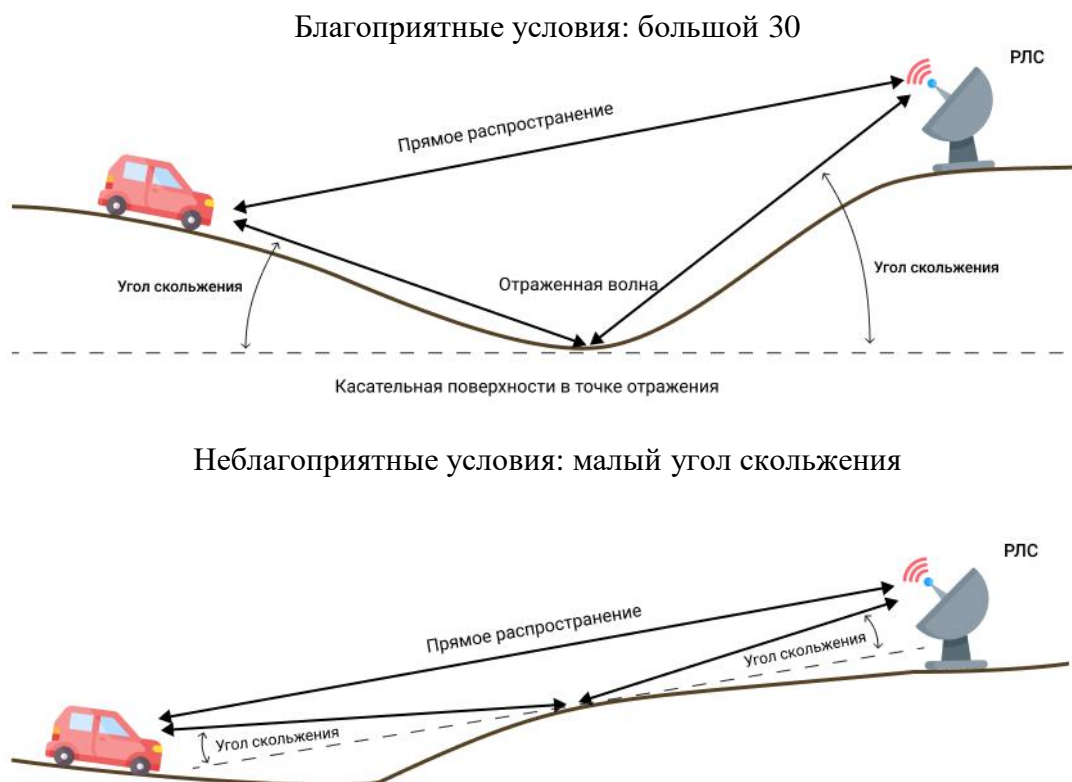 Благоприятные условия: большой 30
РЛС
Прямое распространение
Угол скольжения
Угол скольжения
Отраженная волна
Касательная поверхности в точке отражения
Неблагоприятные условия: малый угол скольжения
РЛС
Прямое распространение
Угол скольжения
Угол скольжения